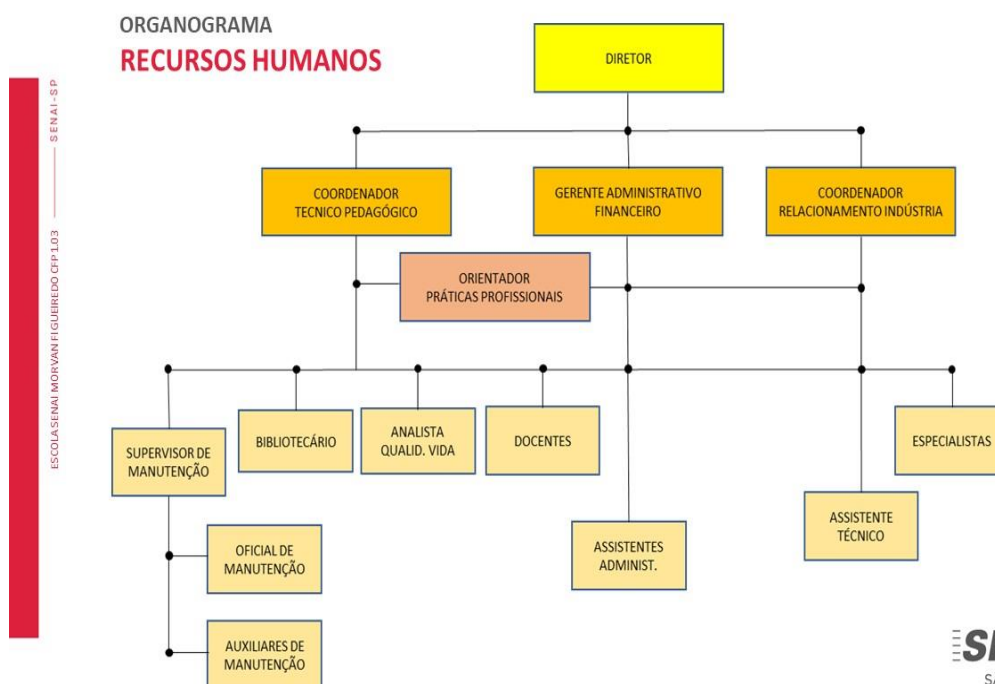 ORGANOGRAMA
RECURSOS HUMANOS
ESCOLA SENAI MORVAN FIGUEIREDO CFP 1.03 SENAI-SP
DIRETOR
COORDENADOR
TECNICO PEDAGÓGICO
GERENTE ADMINISTRATIVO
FINANCEIRO
COORDENADOR
RELACIONAMENTO INDÚSTRIA
ORIENTADOR
PRÁTICAS PROFISSIONAIS
SUPERVISOR DE
MANUTENÇÃO
BIBLIOTECÁRIO
ANALISTA
QUALID. VIDA
DOCENTES
ESPECIALISTAS
ASSISTENTES
ADMINIST.
ASSISTENTE
TÉCNICO
OFICIAL DE
MANUTENÇÃO
AUXILIARES DE
MANUTENÇÃO